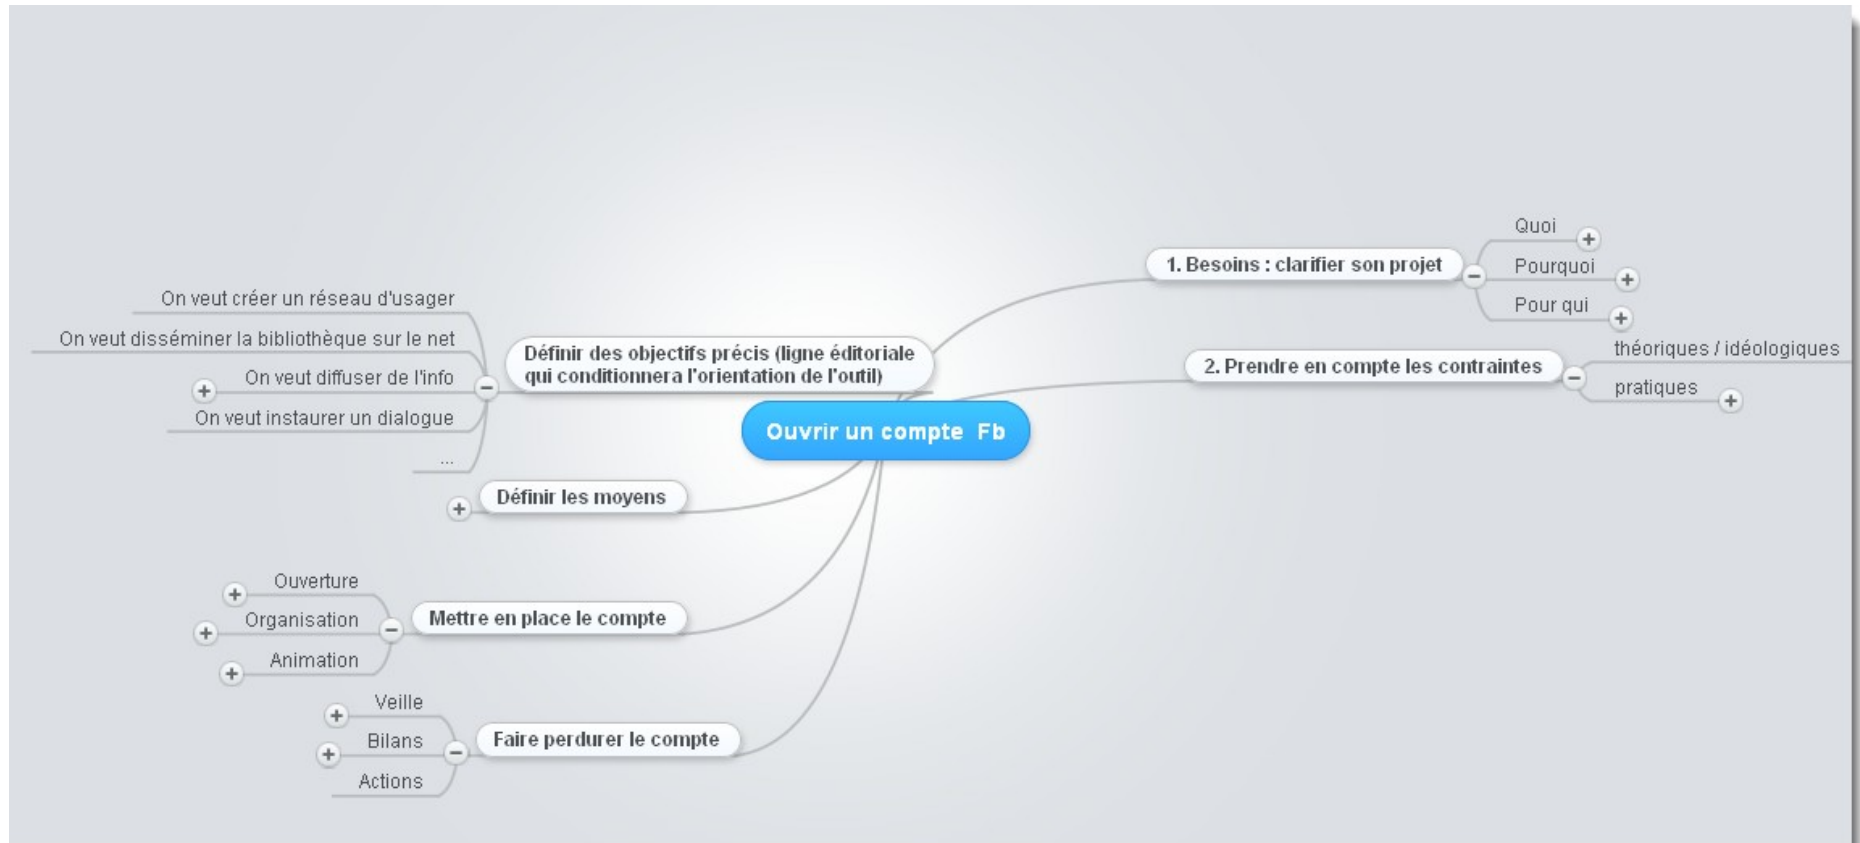 Ouvrir un compte  Fb
1. Besoins : clarifier son projet
Quoi
Pourquoi
Pour qui
2. Prendre en compte les contraintes
théoriques / idéologiques
pratiques
Définir des objectifs précis (ligne éditoriale
qui conditionnera l'orientation de l'outil)
On veut créer un réseau d'usager
On veut disséminer la bibliothèque sur le net
On veut diffuser de l'info
On veut instaurer un dialogue
...
Définir les moyens
Mettre en place le compte
Ouverture
Organisation
Animation
Faire perdurer le compte
Veille
Bilans
Actions